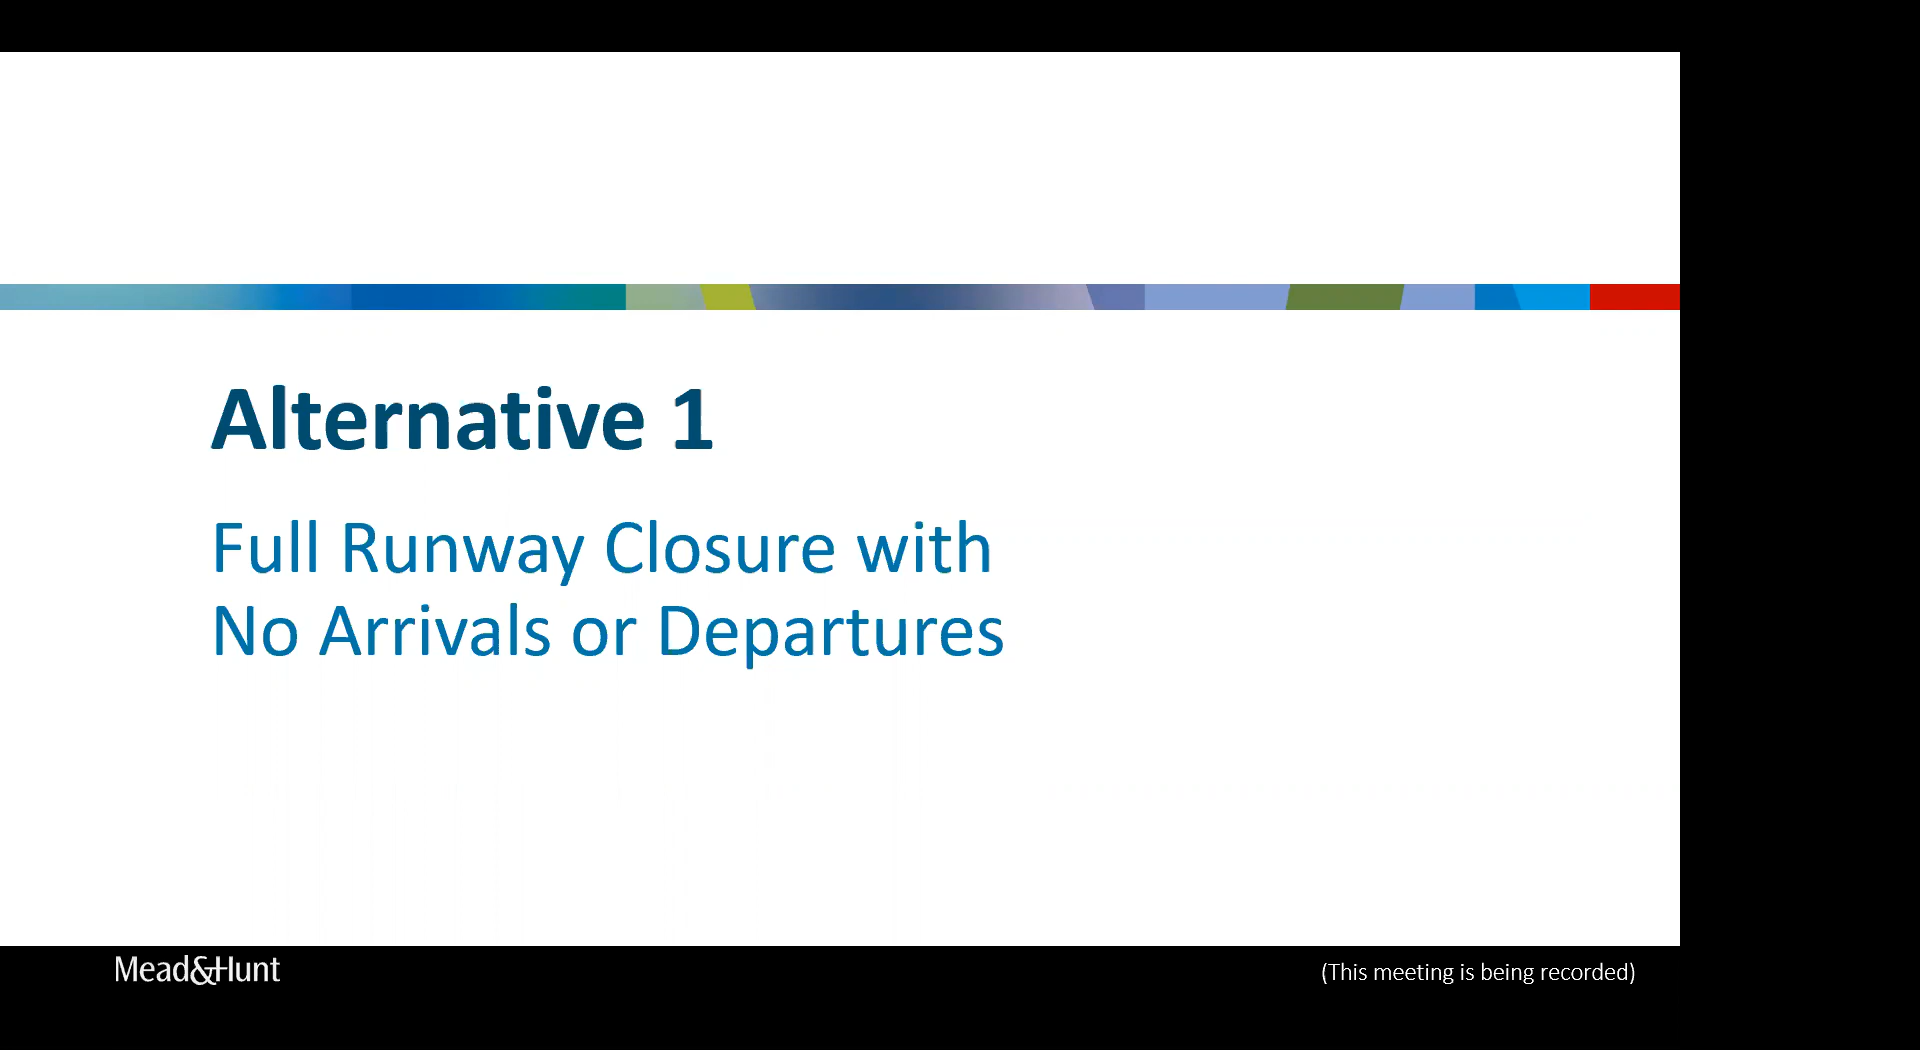 Alternative 1
Full Runway Closure with
No Arrivals or Departures
Mead&Hunt
(This meeting is being recorded)